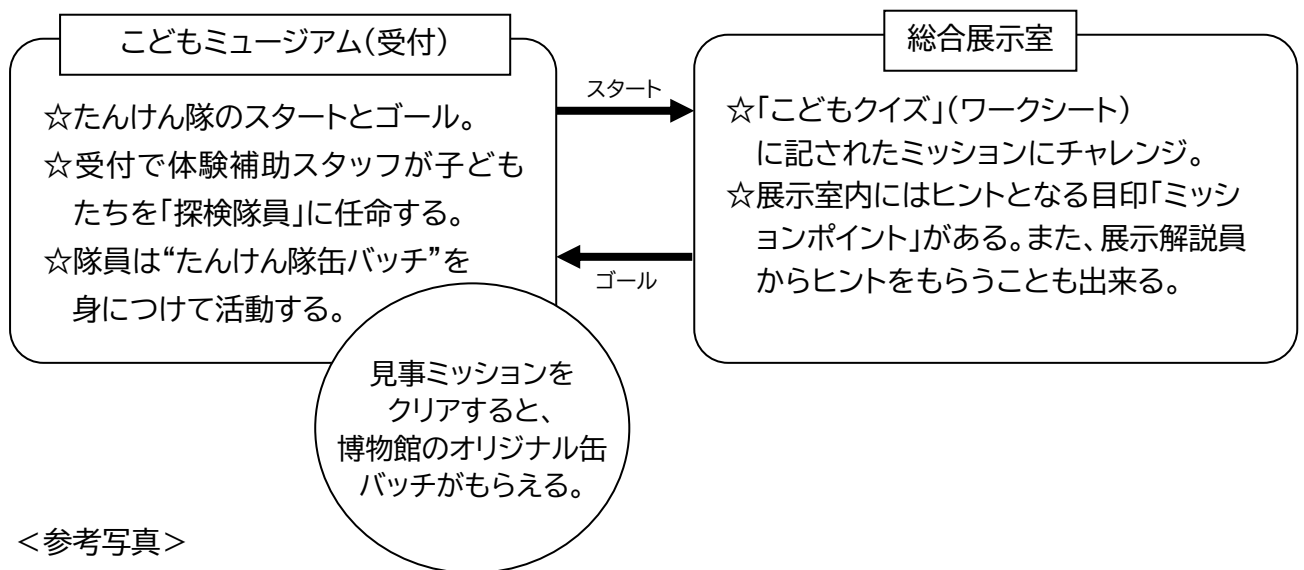 こどもミュージアム(受付)
☆たんけん隊のスタートとゴール。
☆受付で体験補助スタッフが子ども
たちを「探検隊員」に任命する。
☆隊員は“たんけん隊缶バッチ”を
身につけて活動する。
見事ミッションを
クリアすると、
博物館のオリジナル缶
バッチがもらえる。
スタート
ゴール
総合展示室
☆「こどもクイズ」(ワークシート)
に記されたミッションにチャレンジ。
☆展示室内にはヒントとなる目印「ミッシ
ョンポイント」がある。また、展示解説員
からヒントをもらうことも出来る。
<参考写真>